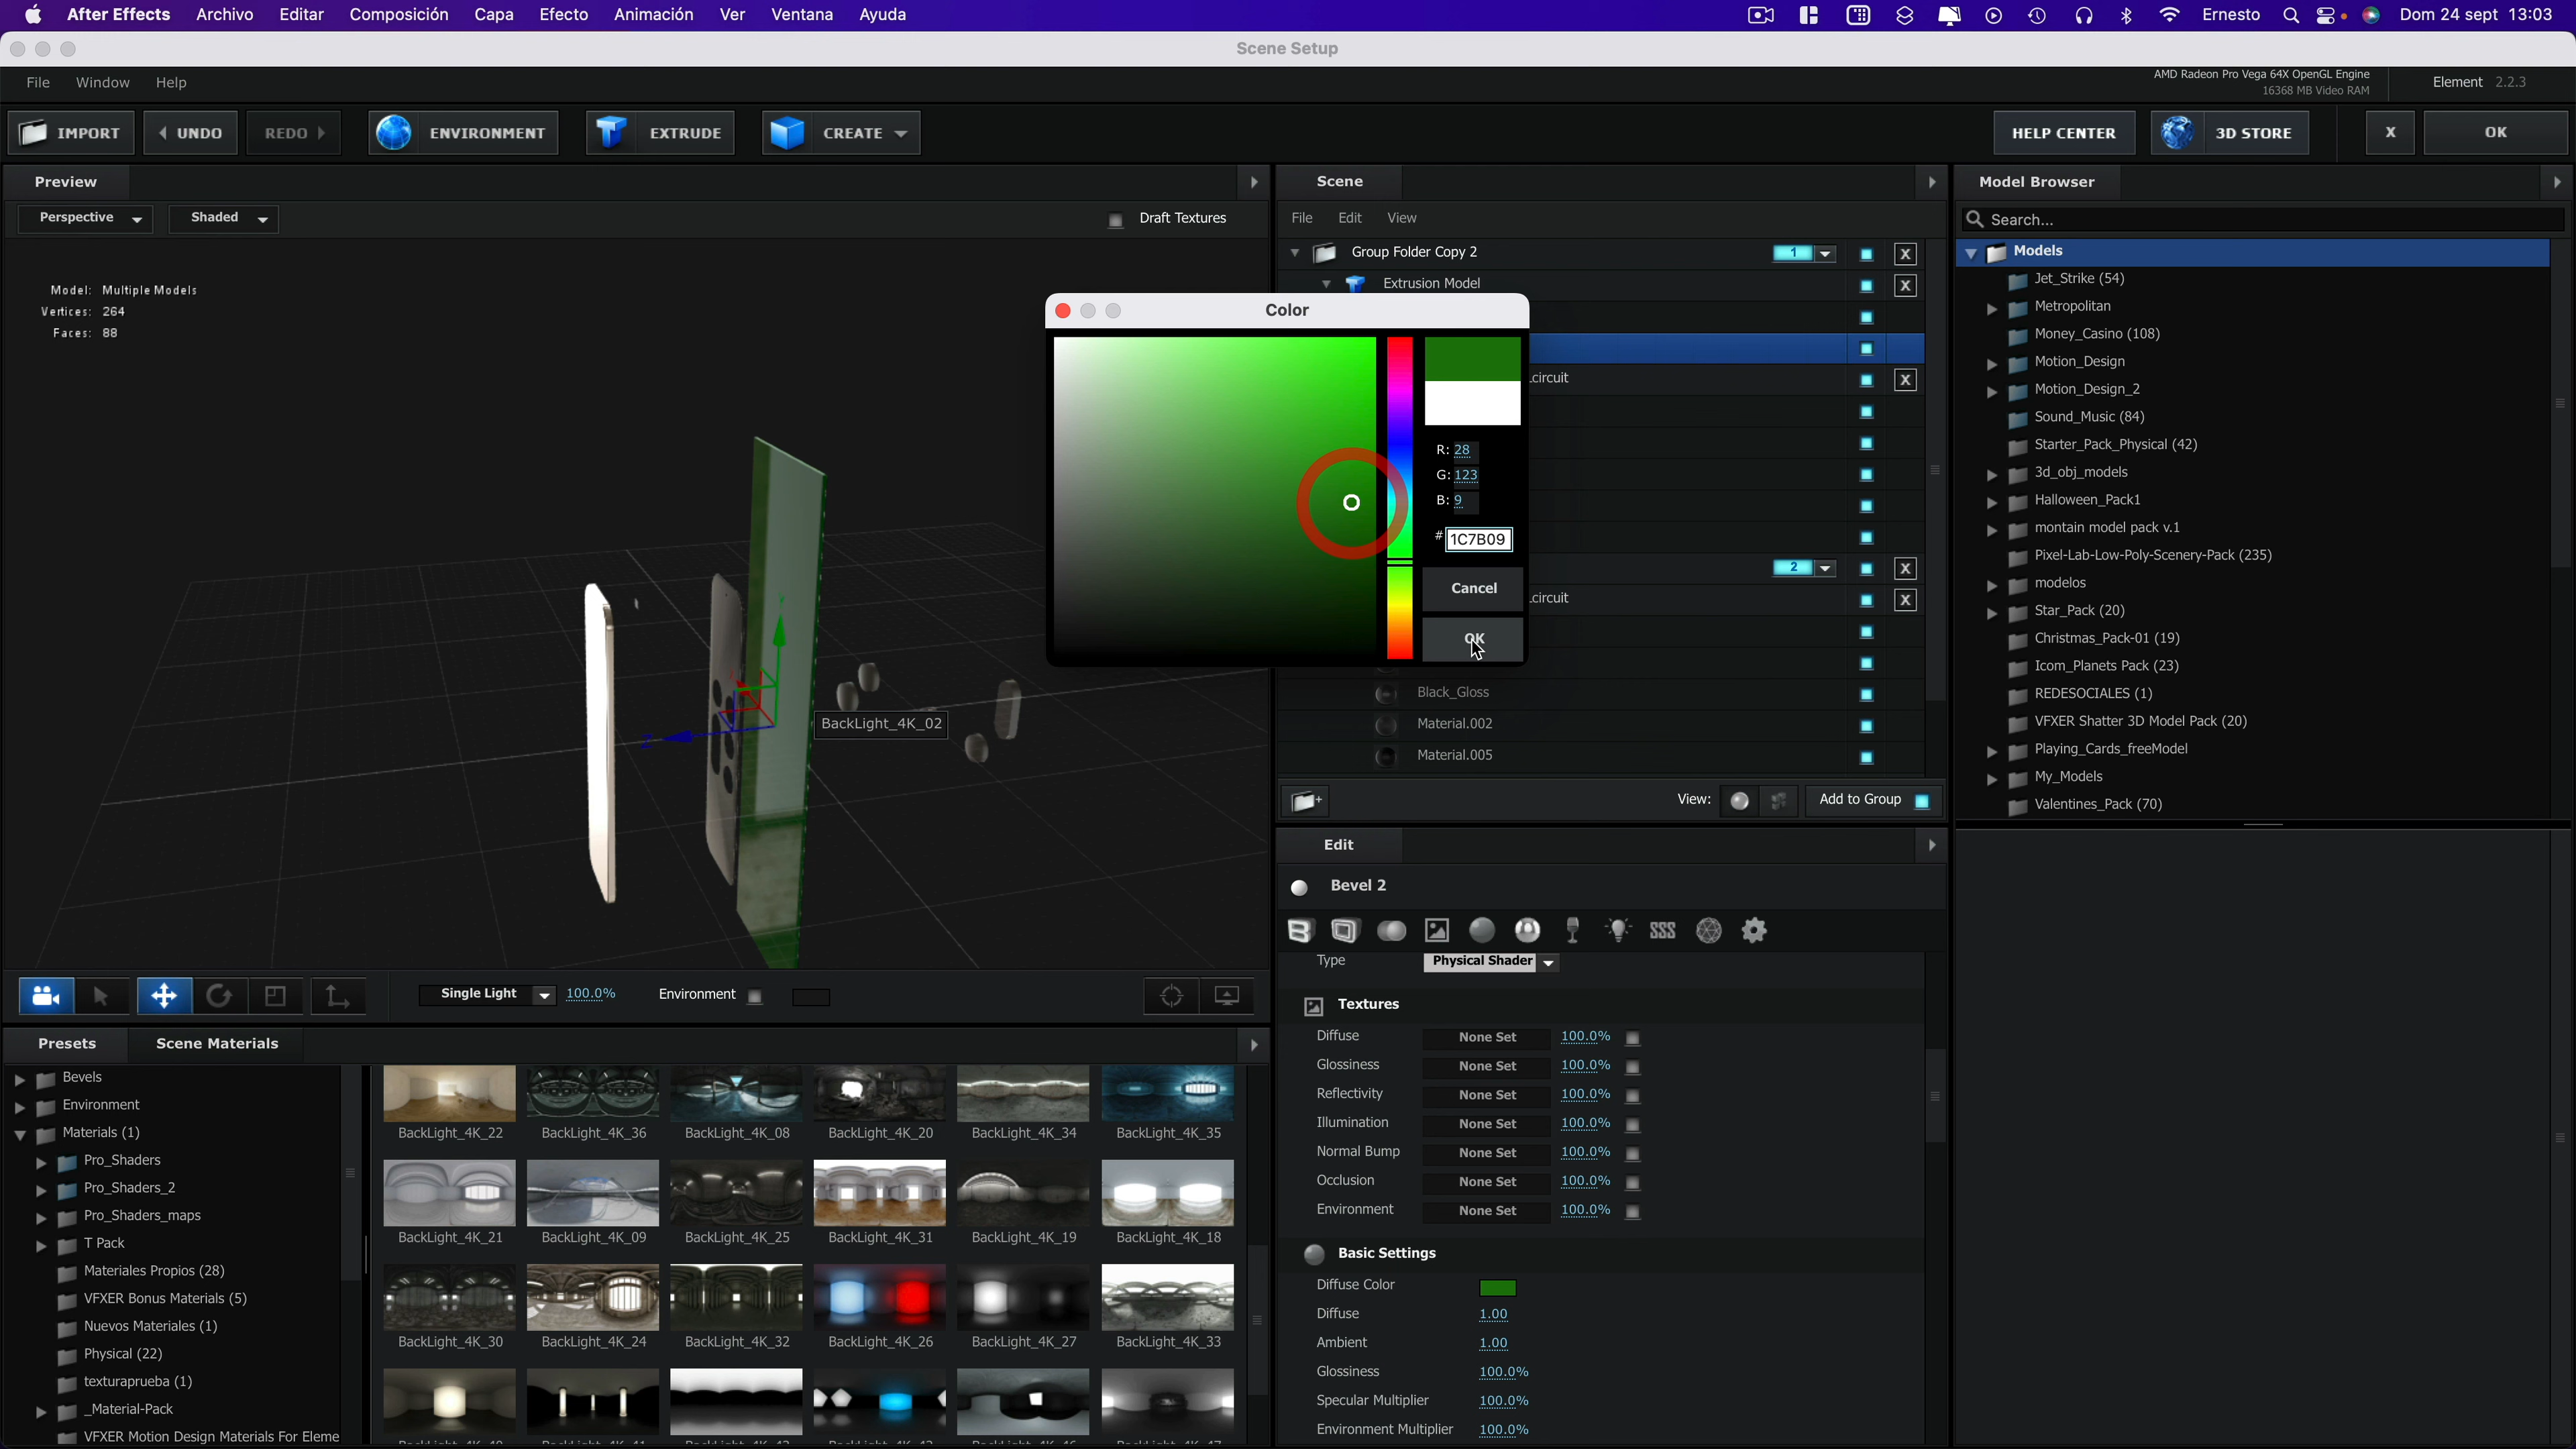 After Effects Archivo Editar Composición Capa Efecto Animación Ver Ventana Ayuda Ernesto Dom 24 sept 13:03
Scene Setup
File Window Help
AMD Radeon Pro Vega 64X OpenGL Engine
16368 MB Video RAM
Element 2.2.3
IMPORT UNDO REDO ENVIRONMENT EXTRUDE CREATE HELP CENTER 3D STORE X OK
Preview
Perspective Shaded Draft Textures
Model: Multiple Models
Vertices: 264
Faces: 88
BackLight_4K_02
Z
Single Light 100.0% Environment
Scene
File Edit View
Group Folder Copy 2 1 X
Extrusion Model X
circuit X
2 X
circuit X
Black_Gloss
Material.002
Material.005
View: Add to Group
Color
R: 28
G: 123
B: 9
# 1C7B09
Cancel
OK
Model Browser
Search...
Models
Jet_Strike (54)
Metropolitan
Money_Casino (108)
Motion_Design
Motion_Design_2
Sound_Music (84)
Starter_Pack_Physical (42)
3d_obj_models
Halloween_Pack1
montain model pack v.1
Pixel-Lab-Low-Poly-Scenery-Pack (235)
modelos
Star_Pack (20)
Christmas_Pack-01 (19)
Icom_Planets Pack (23)
REDESOCIALES (1)
VFXER Shatter 3D Model Pack (20)
Playing_Cards_freeModel
My_Models
Valentines_Pack (70)
Presets Scene Materials
Bevels
Environment
Materials (1)
Pro_Shaders
Pro_Shaders_2
Pro_Shaders_maps
T Pack
Materiales Propios (28)
VFXER Bonus Materials (5)
Nuevos Materiales (1)
Physical (22)
texturaprueba (1)
_Material-Pack
VFXER Motion Design Materials For Eleme
BackLight_4K_22 BackLight_4K_36 BackLight_4K_08 BackLight_4K_20 BackLight_4K_34 BackLight_4K_35
BackLight_4K_21 BackLight_4K_09 BackLight_4K_25 BackLight_4K_31 BackLight_4K_19 BackLight_4K_18
BackLight_4K_30 BackLight_4K_24 BackLight_4K_32 BackLight_4K_26 BackLight_4K_27 BackLight_4K_33
Edit
Bevel 2
Type Physical Shader
Textures
Diffuse None Set 100.0%
Glossiness None Set 100.0%
Reflectivity None Set 100.0%
Illumination None Set 100.0%
Normal Bump None Set 100.0%
Occlusion None Set 100.0%
Environment None Set 100.0%
Basic Settings
Diffuse Color
Diffuse 1.00
Ambient 1.00
Glossiness 100.0%
Specular Multiplier 100.0%
Environment Multiplier 100.0%